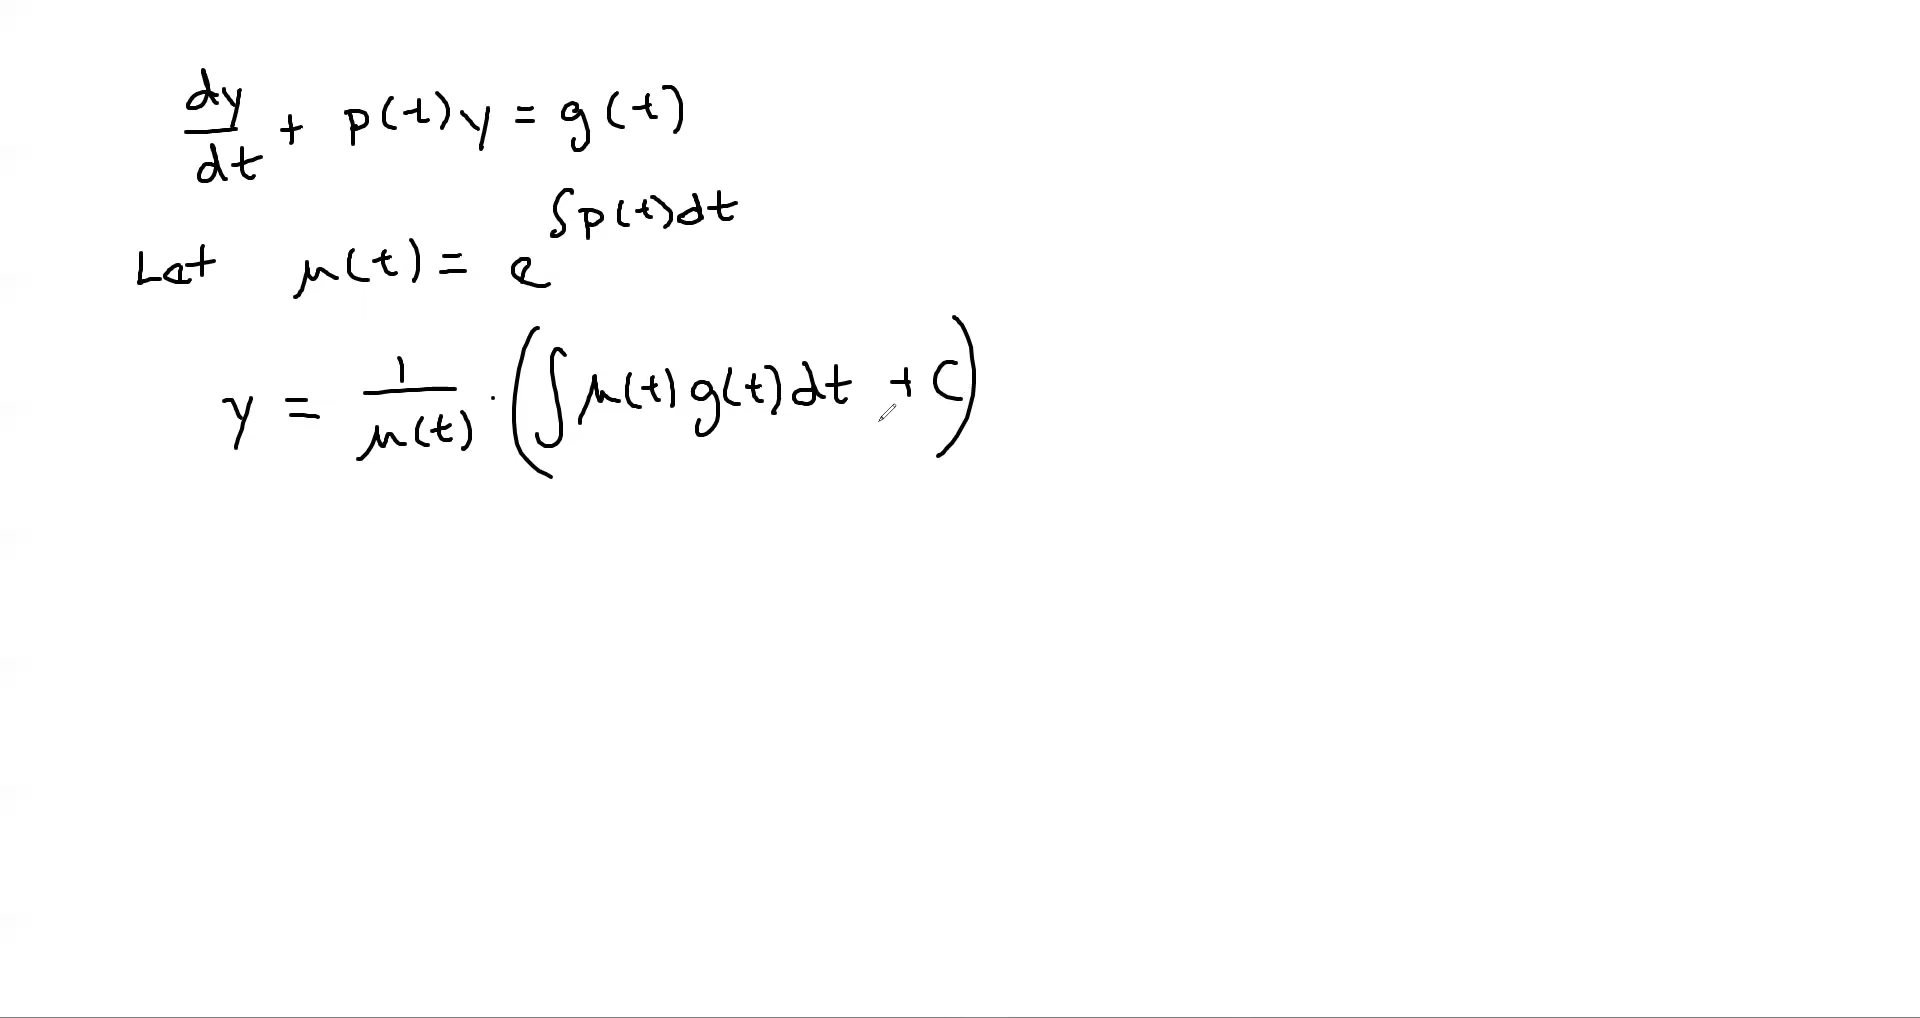 dy/dt + p(t)y = g(t)
Let μ(t) = e^{∫p(t)dt}
y = 1/μ(t) · (∫μ(t)g(t)dt + C)